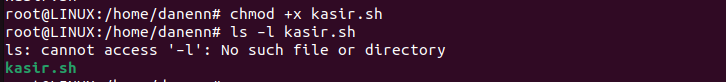 root@LINUX:/home/danenn# chmod +x kasir.sh
root@LINUX:/home/danenn# ls –l kasir.sh
ls: cannot access '–l': No such file or directory
kasir.sh